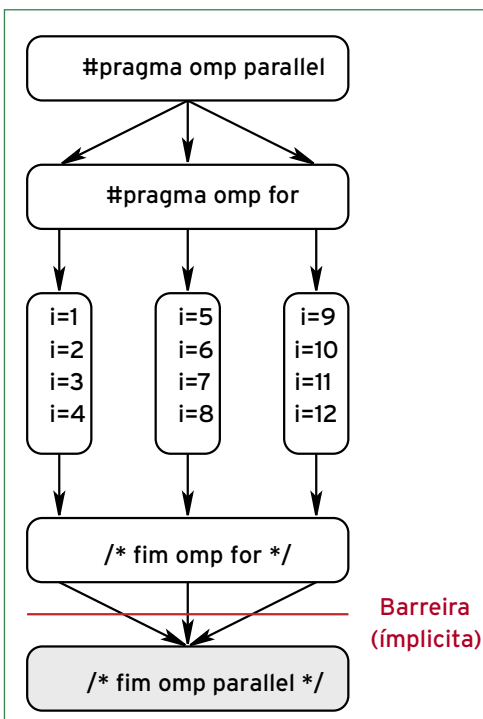 #pragma omp parallel
#pragma omp for
i=1
i=2
i=3
i=4
i=5
i=6
i=7
i=8
i=9
i=10
i=11
i=12
/* fim omp for */
Barreira
(ímplicita)
/* fim omp parallel */